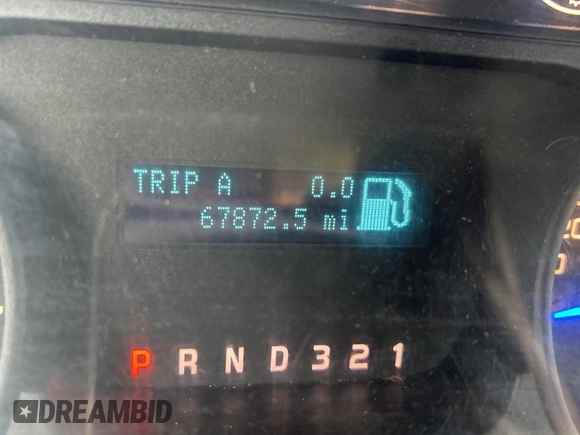 TRIP A 0.0
67872.5 mi
P R N D 3 2 1
DREAMBID